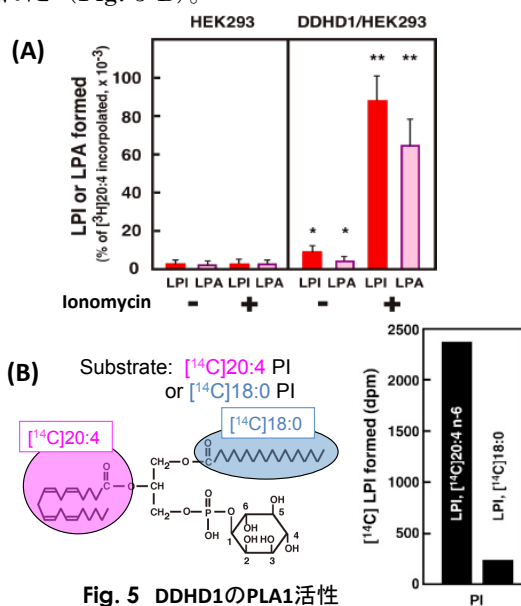 (Fig. 5-B)。
(A)
HEK293
DDHD1/HEK293
LPI or LPA formed
(% of [³H]20:4 incorporated, x 10⁻³)
100
80
60
40
20
0
*
*
**
**
LPI LPA LPI LPA LPI LPA LPI LPA
Ionomycin - + - +
(B)
Substrate: [¹⁴C]20:4 PI
or [¹⁴C]18:0 PI
[¹⁴C]20:4
[¹⁴C]18:0
O
C
O
CH₂
O
C
O
CH
CH₂
O
P
O
O
OH
6
OH
5
OH
OH
OH
OH
4
1
2
3
[¹⁴C] LPI formed (dpm)
2500
2000
1500
1000
500
0
LPI, [¹⁴C]20:4 n-6
LPI, [¹⁴C]18:0
PI
Fig. 5 DDHD1のPLA1活性